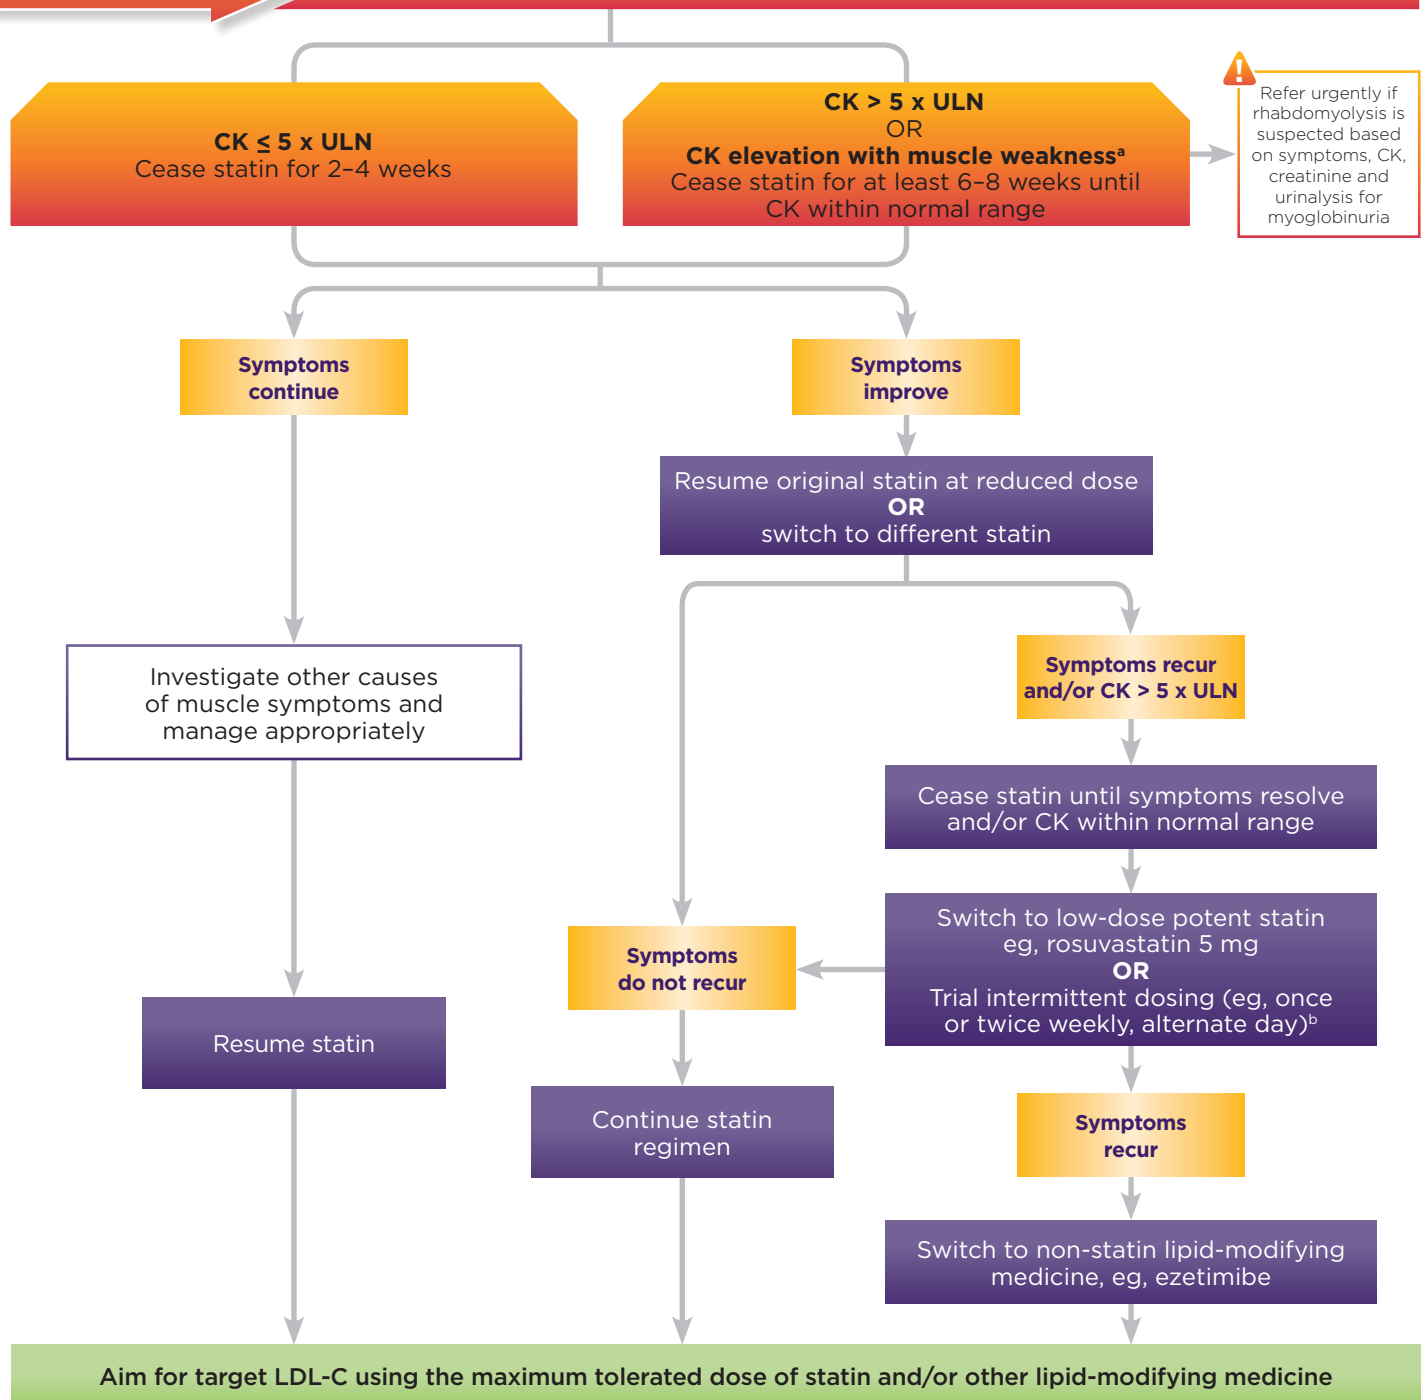 CK ≤ 5 x ULN
Cease statin for 2–4 weeks
CK > 5 x ULN
OR
CK elevation with muscle weaknessᵃ
Cease statin for at least 6–8 weeks until
CK within normal range
!
Refer urgently if
rhabdomyolysis is
suspected based
on symptoms, CK,
creatinine and
urinalysis for
myoglobinuria
Symptoms
continue
Symptoms
improve
Resume original statin at reduced dose
OR
switch to different statin
Investigate other causes
of muscle symptoms and
manage appropriately
Symptoms recur
and/or CK > 5 x ULN
Cease statin until symptoms resolve
and/or CK within normal range
Switch to low-dose potent statin
eg, rosuvastatin 5 mg
OR
Trial intermittent dosing (eg, once
or twice weekly, alternate day)ᵇ
Symptoms
do not recur
Resume statin
Continue statin
regimen
Symptoms
recur
Switch to non-statin lipid-modifying
medicine, eg, ezetimibe
Aim for target LDL-C using the maximum tolerated dose of statin and/or other lipid-modifying medicine